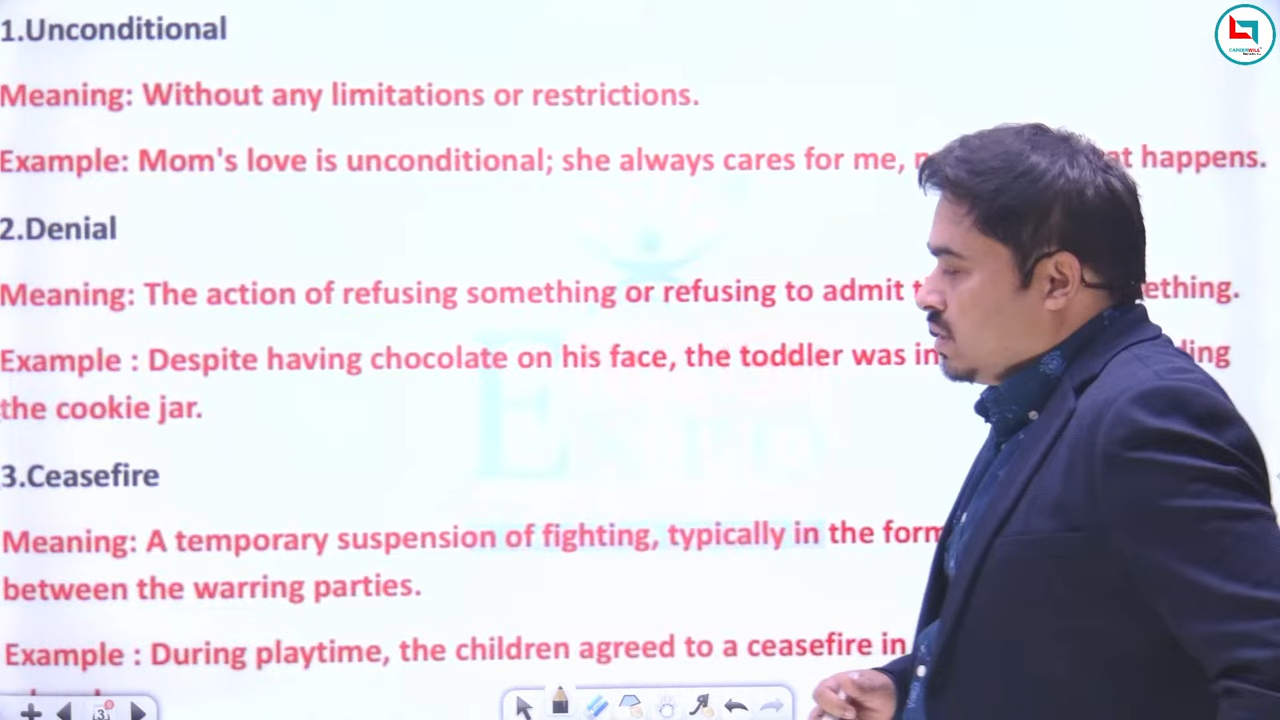 CAREERWILL
1.Unconditional
Meaning: Without any limitations or restrictions.
Example: Mom's love is unconditional; she always cares for me, happens.
2.Denial
Meaning: The action of refusing something or refusing to admit
Example : Despite having chocolate on his face, the toddler was
the cookie jar.
3.Ceasefire
Meaning: A temporary suspension of fighting, typically in the form
between the warring parties.
Example : During playtime, the children agreed to a ceasefire in
EXPO
3